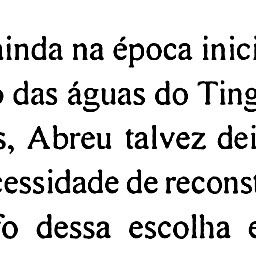 ainda na época inici
o das águas do Ting
s, Abreu talvez dei
cessidade de reconst
fo dessa escolha e